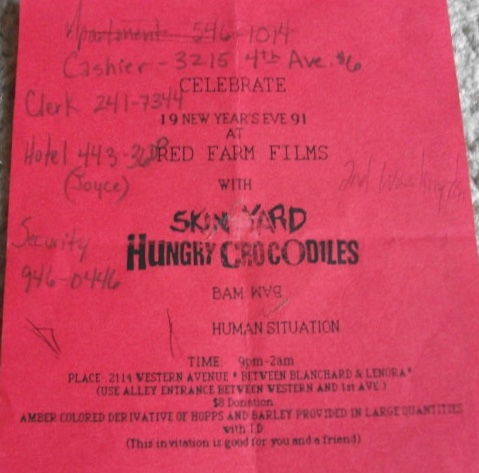 Apartment - 546-1014
Cashier - 3215 4th Ave. $6
CELEBRATE
Clerk 241-7344
19 NEW YEAR'S EVE 91
AT
Hotel 443-
RED FARM FILMS
(Joyce)
WITH
2nd
SKIN YARD
HUNGRY CROCODILES
Security
946-0446
BAM BAM
HUMAN SITUATION
TIME: 9pm-2am
PLACE- 2114 WESTERN AVENUE * BETWEEN BLANCHARD & LENORA*
(USE ALLEY ENTRANCE BETWEEN WESTERN AND 1st AVE.)
$8 Donation
AMBER COLORED DERIVATIVE OF HOPPS AND BARLEY PROVIDED IN LARGE QUANTITIES
with I.D
(This invitation is good for you and a friend)